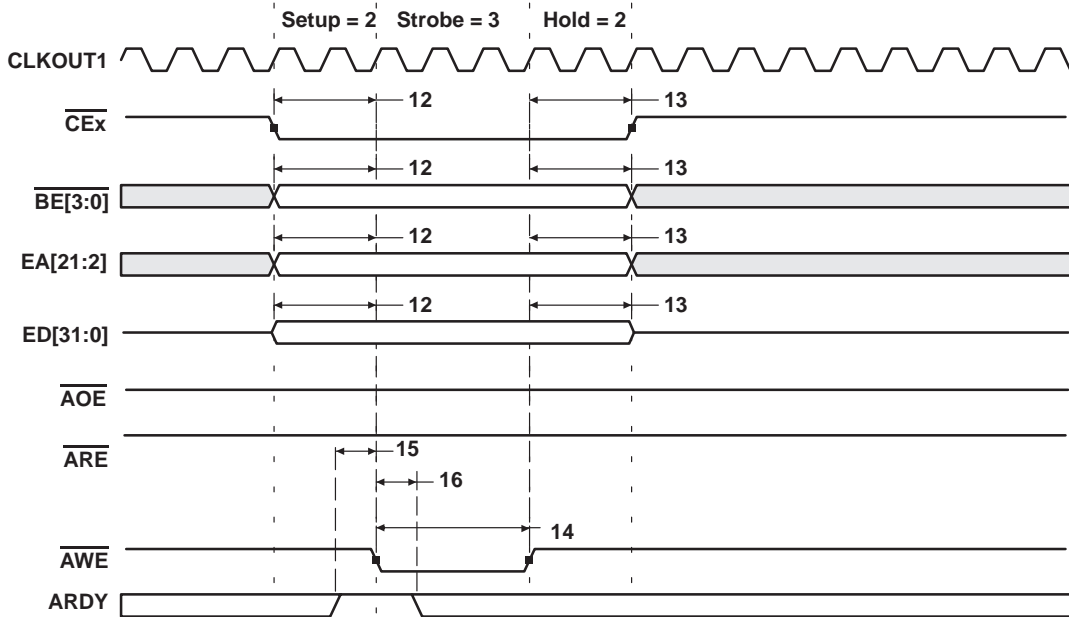 Setup = 2 Strobe = 3 Hold = 2
CLKOUT1
12 13
CEx
12 13
BE[3:0]
12 13
EA[21:2]
12 13
ED[31:0]
AOE
15
ARE
16
14
AWE
ARDY